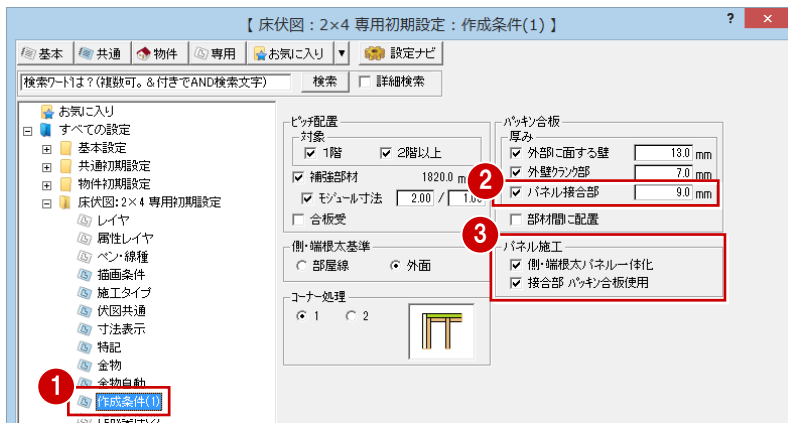 【 床伏図：2×4 専用初期設定：作成条件(1) 】
? ×
基本 共通 物件 専用 お気に入り ▼ 設定ナビ
検索ワードは？(複数可。&付きでAND検索文字) 検索 詳細検索
お気に入り
すべての設定
基本設定
共通初期設定
物件初期設定
床伏図:2×4 専用初期設定
レイヤ
属性レイヤ
ペン・線種
描画条件
施工タイプ
伏図共通
寸法表示
特記
金物
金物自動
1
作成条件(1)
ピッチ配置
対象
1階 2階以上
補強部材 1820.0
モジュール寸法 2.00 / 1.00
合板受
側・端根太基準
部屋線 外面
コーナー処理
1 2
パッキン合板
厚み
外部に面する壁 13.0 mm
外壁クランク部 7.0 mm
2
パネル接合部 9.0 mm
部材間に配置
3
パネル施工
側・端根太パネル一体化
接合部 パッキン合板使用